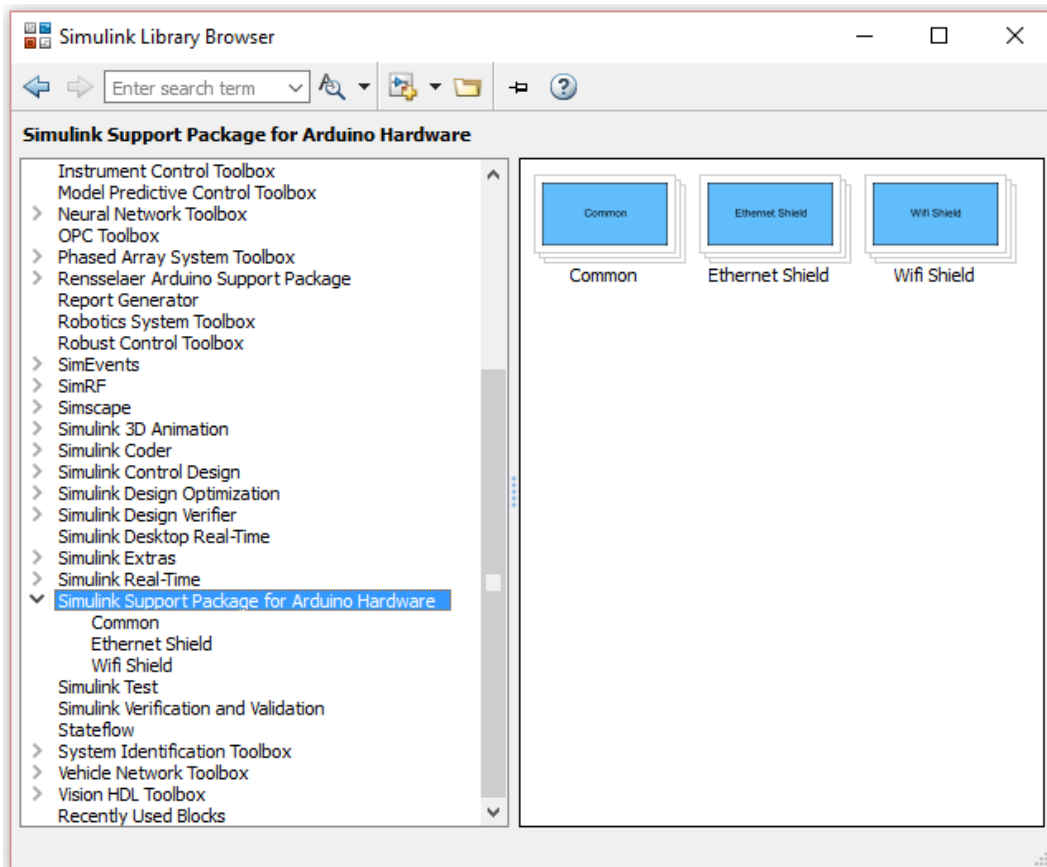 Simulink Library Browser
Enter search term
Simulink Support Package for Arduino Hardware
Instrument Control Toolbox
Model Predictive Control Toolbox
Neural Network Toolbox
OPC Toolbox
Phased Array System Toolbox
Rensselaer Arduino Support Package
Report Generator
Robotics System Toolbox
Robust Control Toolbox
SimEvents
SimRF
Simscape
Simulink 3D Animation
Simulink Coder
Simulink Control Design
Simulink Design Optimization
Simulink Design Verifier
Simulink Desktop Real-Time
Simulink Extras
Simulink Real-Time
Simulink Support Package for Arduino Hardware
Common
Ethernet Shield
Wifi Shield
Simulink Test
Simulink Verification and Validation
Stateflow
System Identification Toolbox
Vehicle Network Toolbox
Vision HDL Toolbox
Recently Used Blocks
Common Ethernet Shield Wifi Shield
Common Ethernet Shield Wifi Shield